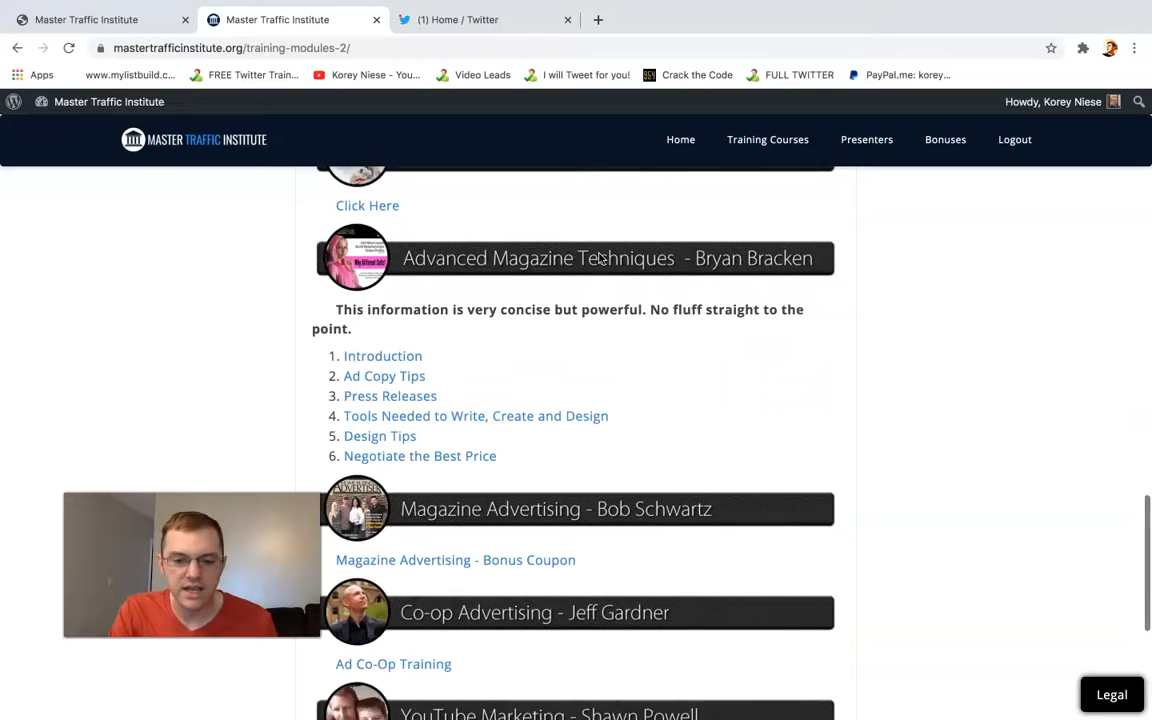 Master Traffic Institute
Master Traffic Institute
(1) Home / Twitter
mastertrafficinstitute.org/training-modules-2/
Apps
www.mylistbuild.c...
FREE Twitter Train...
Korey Niese - You...
Video Leads
I will Tweet for you!
Crack the Code
FULL TWITTER
PayPal.me: korey...
Master Traffic Institute
Howdy, Korey Niese
MASTER TRAFFIC INSTITUTE
Home
Training Courses
Presenters
Bonuses
Logout
Click Here
Advanced Magazine Techniques - Bryan Bracken
This information is very concise but powerful. No fluff straight to the
point.
1. Introduction
2. Ad Copy Tips
3. Press Releases
4. Tools Needed to Write, Create and Design
5. Design Tips
6. Negotiate the Best Price
Magazine Advertising - Bob Schwartz
Magazine Advertising - Bonus Coupon
Co-op Advertising - Jeff Gardner
Ad Co-Op Training
YouTube Marketing - Shawn Powell
Legal